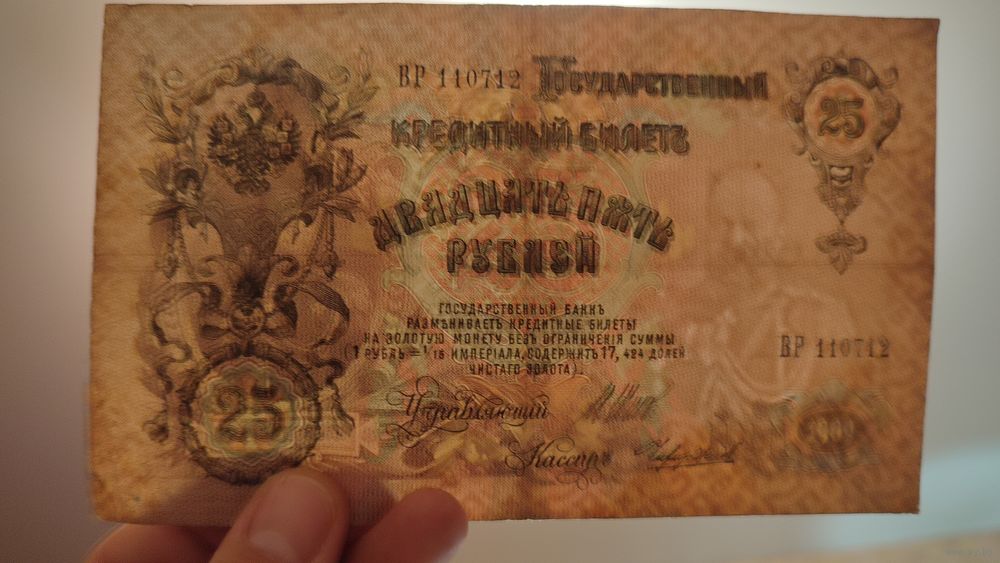 ВР 110712
Государственный
кредитный билетъ
двадцать пять
рублей
25
ГОСУДАРСТВЕННЫЙ БАНКЪ
РАЗМѢНИВАЕТЪ КРЕДИТНЫЕ БИЛЕТЫ
НА ЗОЛОТУЮ МОНЕТУ БЕЗЪ ОГРАНИЧЕНІЯ СУММЫ
(1 РУБЛЬ = 1/15 ИМПЕРІАЛА, СОДЕРЖИТЪ 17, 424 ДОЛЕЙ
ЧИСТАГО ЗОЛОТА).
ВР 110712
25
Управляющий
Кассиръ